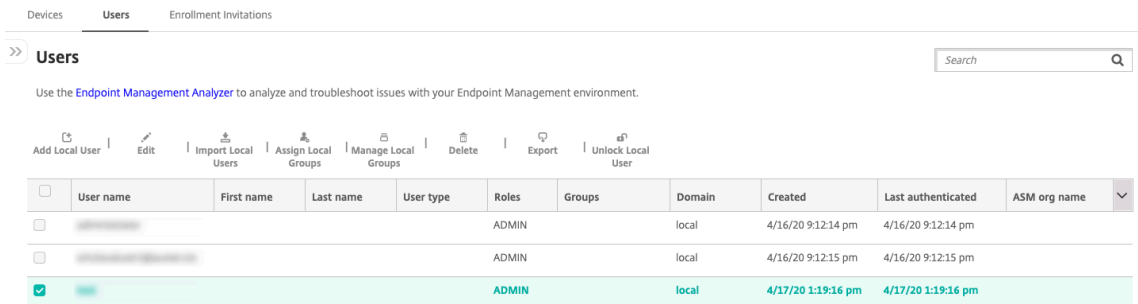 Devices Users Enrollment Invitations
Users
Search
Use the Endpoint Management Analyzer to analyze and troubleshoot issues with your Endpoint Management environment.
Add Local User | Edit | Import Local Users | Assign Local Groups | Manage Local Groups | Delete | Export | Unlock Local User
User name First name Last name User type Roles Groups Domain Created Last authenticated ASM org name
ADMIN local 4/16/20 9:12:14 pm 4/16/20 9:12:14 pm
ADMIN local 4/16/20 9:12:15 pm 4/16/20 9:12:15 pm
ADMIN local 4/17/20 1:19:16 pm 4/17/20 1:19:16 pm